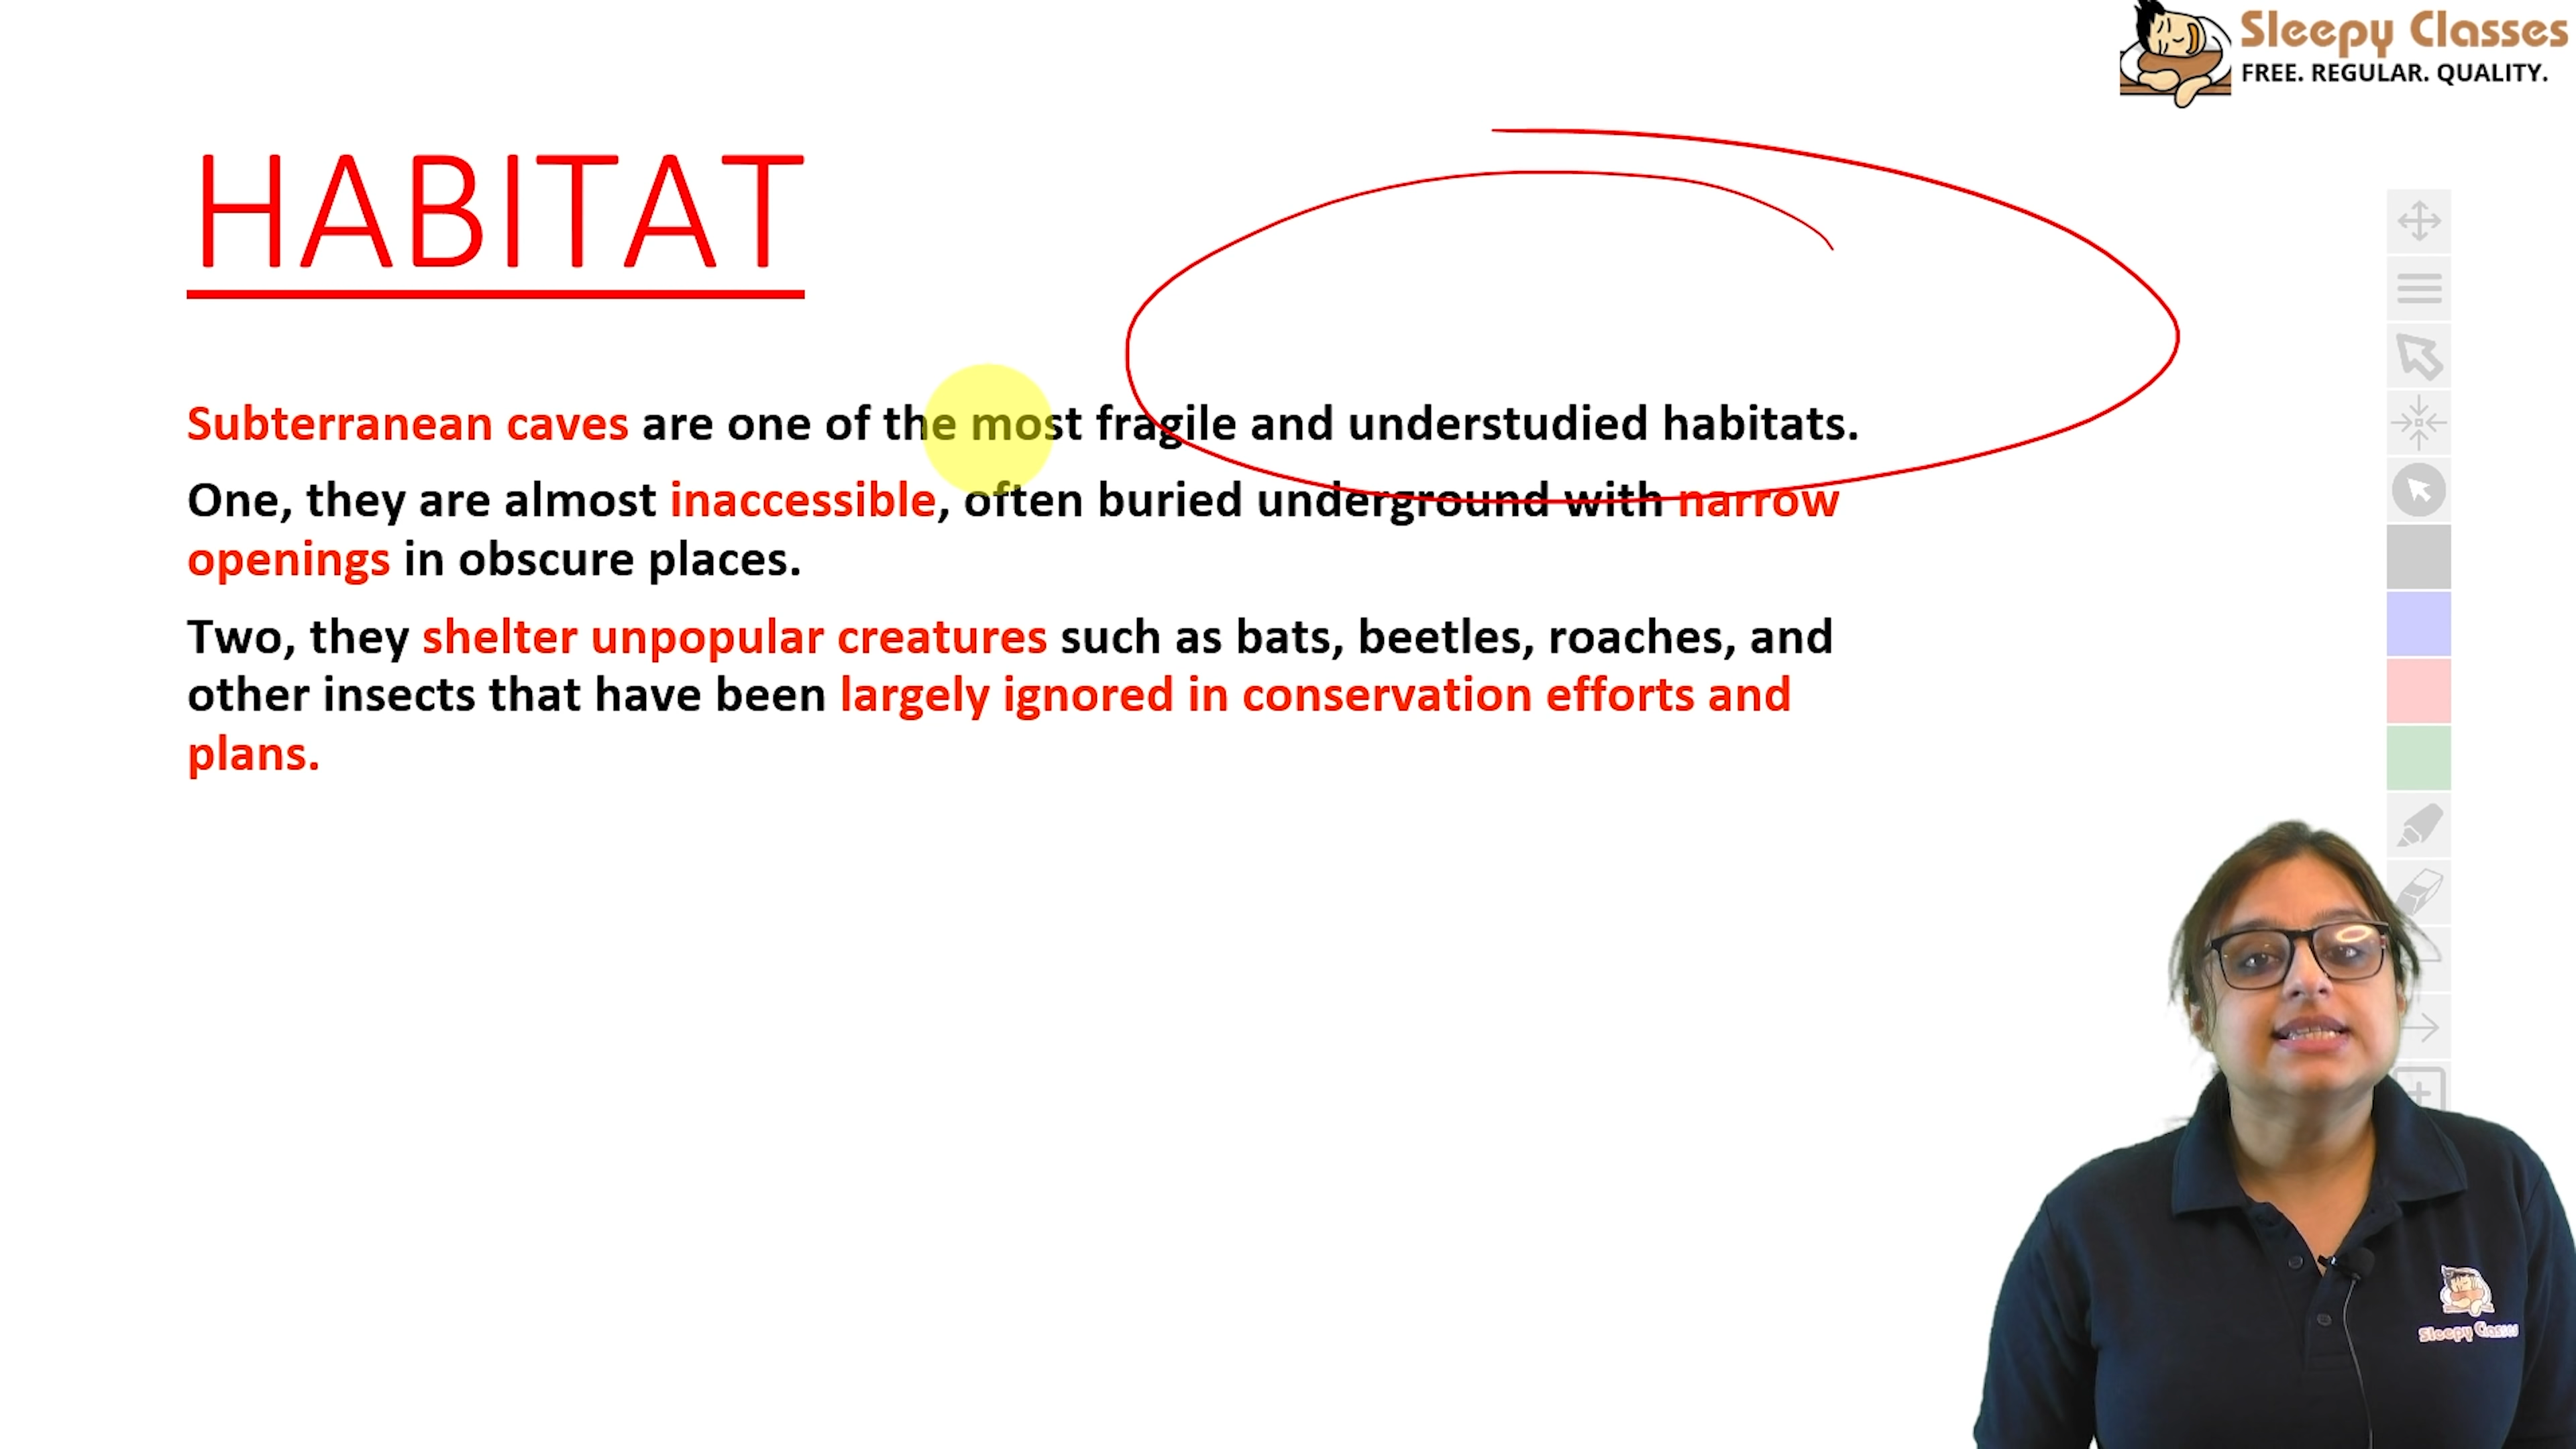 Sleepy Classes
FREE. REGULAR. QUALITY.
HABITAT
Subterranean caves are one of the most fragile and understudied habitats.
One, they are almost inaccessible, often buried underground with narrow
openings in obscure places.
Two, they shelter unpopular creatures such as bats, beetles, roaches, and
other insects that have been largely ignored in conservation efforts and
plans.
Sleepy Classes